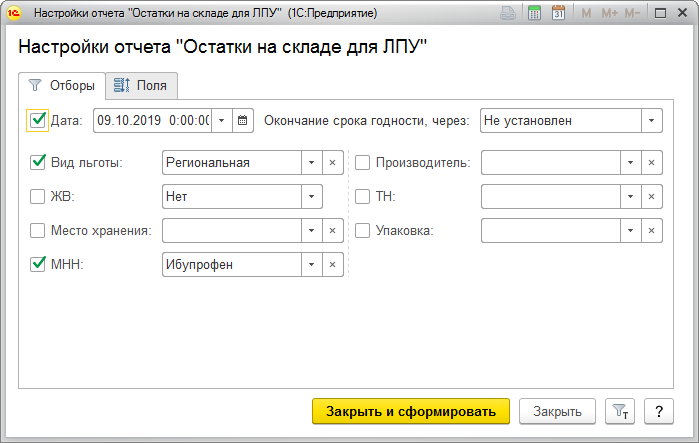 Настройки отчета "Остатки на складе для ЛПУ" (1С:Предприятие)
31 M M+ M−
Настройки отчета "Остатки на складе для ЛПУ"
Отборы Поля
Дата: 09.10.2019 0:00:00 Окончание срока годности, через: Не установлен
Вид льготы: Региональная Производитель:
ЖВ: Нет ТН:
Место хранения: Упаковка:
МНН: Ибупрофен
Закрыть и сформировать Закрыть T ?